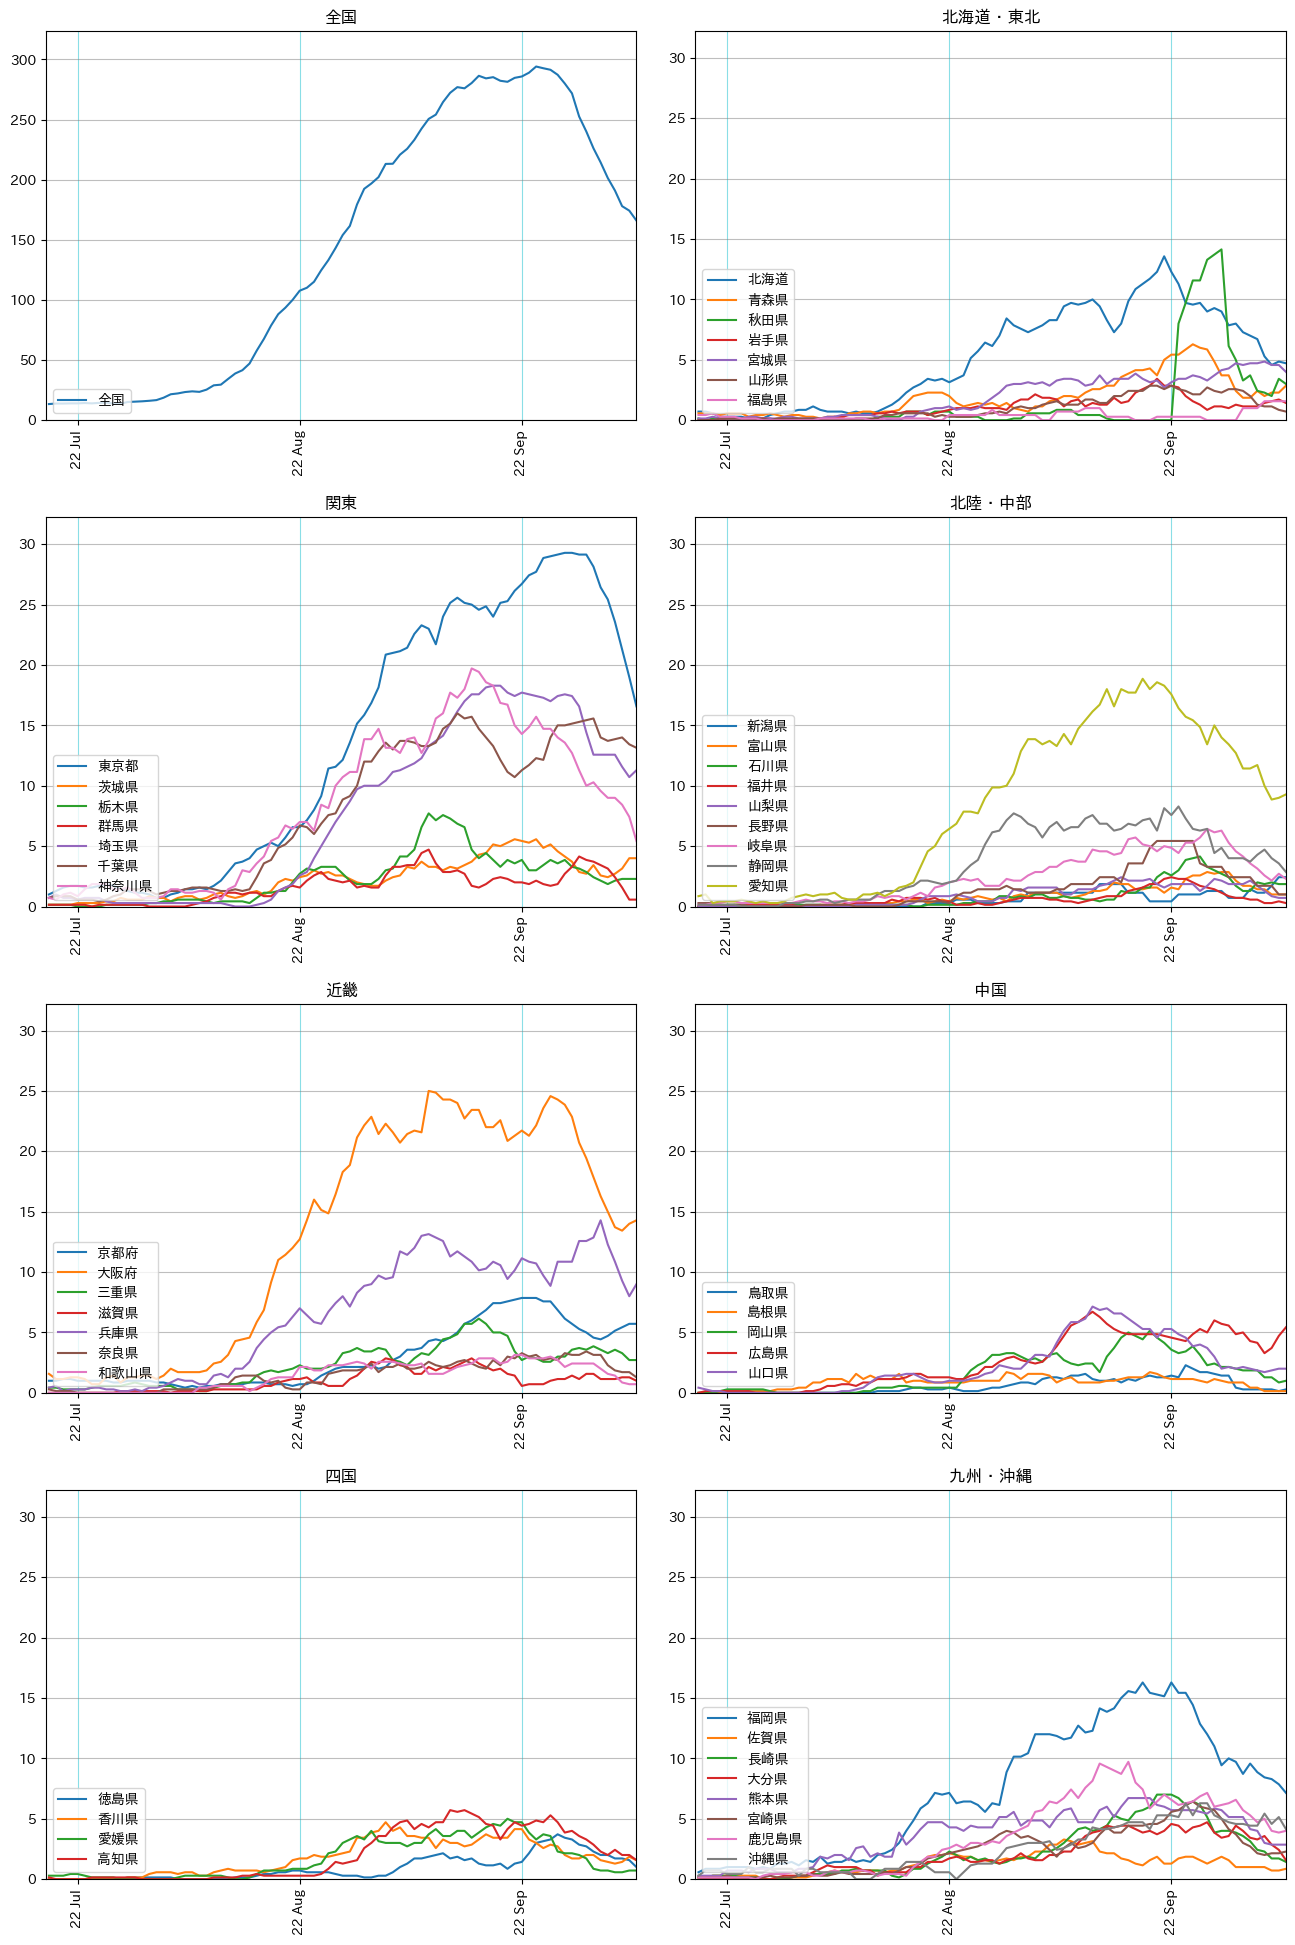 全国
300
250
200
150
100
50
0
全国
22 Jul
22 Aug
22 Sep
北海道・東北
30
25
20
15
10
5
0
北海道
青森県
秋田県
岩手県
宮城県
山形県
福島県
22 Jul
22 Aug
22 Sep
関東
30
25
20
15
10
5
0
東京都
茨城県
栃木県
群馬県
埼玉県
千葉県
神奈川県
22 Jul
22 Aug
22 Sep
北陸・中部
30
25
20
15
10
5
0
新潟県
富山県
石川県
福井県
山梨県
長野県
岐阜県
静岡県
愛知県
22 Jul
22 Aug
22 Sep
近畿
30
25
20
15
10
5
0
京都府
大阪府
三重県
滋賀県
兵庫県
奈良県
和歌山県
22 Jul
22 Aug
22 Sep
中国
30
25
20
15
10
5
0
鳥取県
島根県
岡山県
広島県
山口県
22 Jul
22 Aug
22 Sep
四国
30
25
20
15
10
5
0
徳島県
香川県
愛媛県
高知県
22 Jul
22 Aug
22 Sep
九州・沖縄
30
25
20
15
10
5
0
福岡県
佐賀県
長崎県
大分県
熊本県
宮崎県
鹿児島県
沖縄県
22 Jul
22 Aug
22 Sep